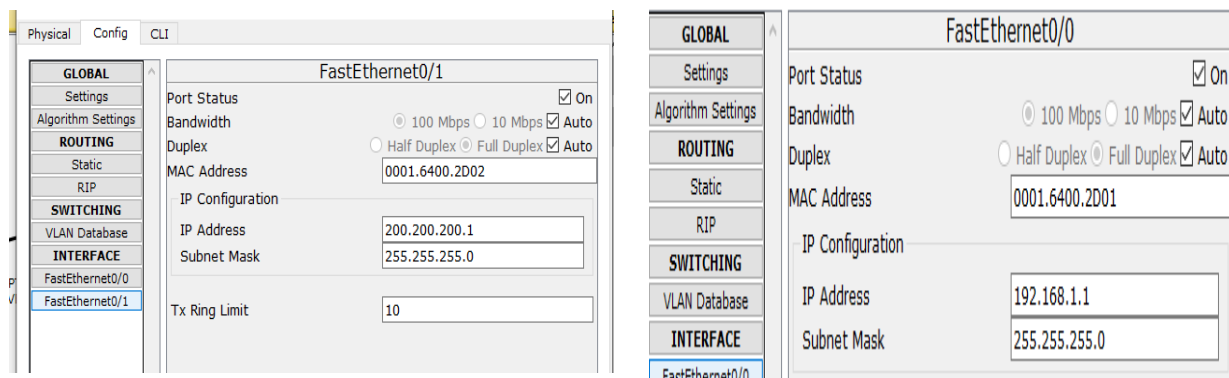 Physical Config CLI
GLOBAL
Settings
Algorithm Settings
ROUTING
Static
RIP
SWITCHING
VLAN Database
INTERFACE
FastEthernet0/0
FastEthernet0/1
FastEthernet0/1
Port Status On
Bandwidth 100 Mbps 10 Mbps Auto
Duplex Half Duplex Full Duplex Auto
MAC Address 0001.6400.2D02
IP Configuration
IP Address 200.200.200.1
Subnet Mask 255.255.255.0
Tx Ring Limit 10
GLOBAL
Settings
Algorithm Settings
ROUTING
Static
RIP
SWITCHING
VLAN Database
INTERFACE
FastEthernet0/0
FastEthernet0/0
Port Status On
Bandwidth 100 Mbps 10 Mbps Auto
Duplex Half Duplex Full Duplex Auto
MAC Address 0001.6400.2D01
IP Configuration
IP Address 192.168.1.1
Subnet Mask 255.255.255.0